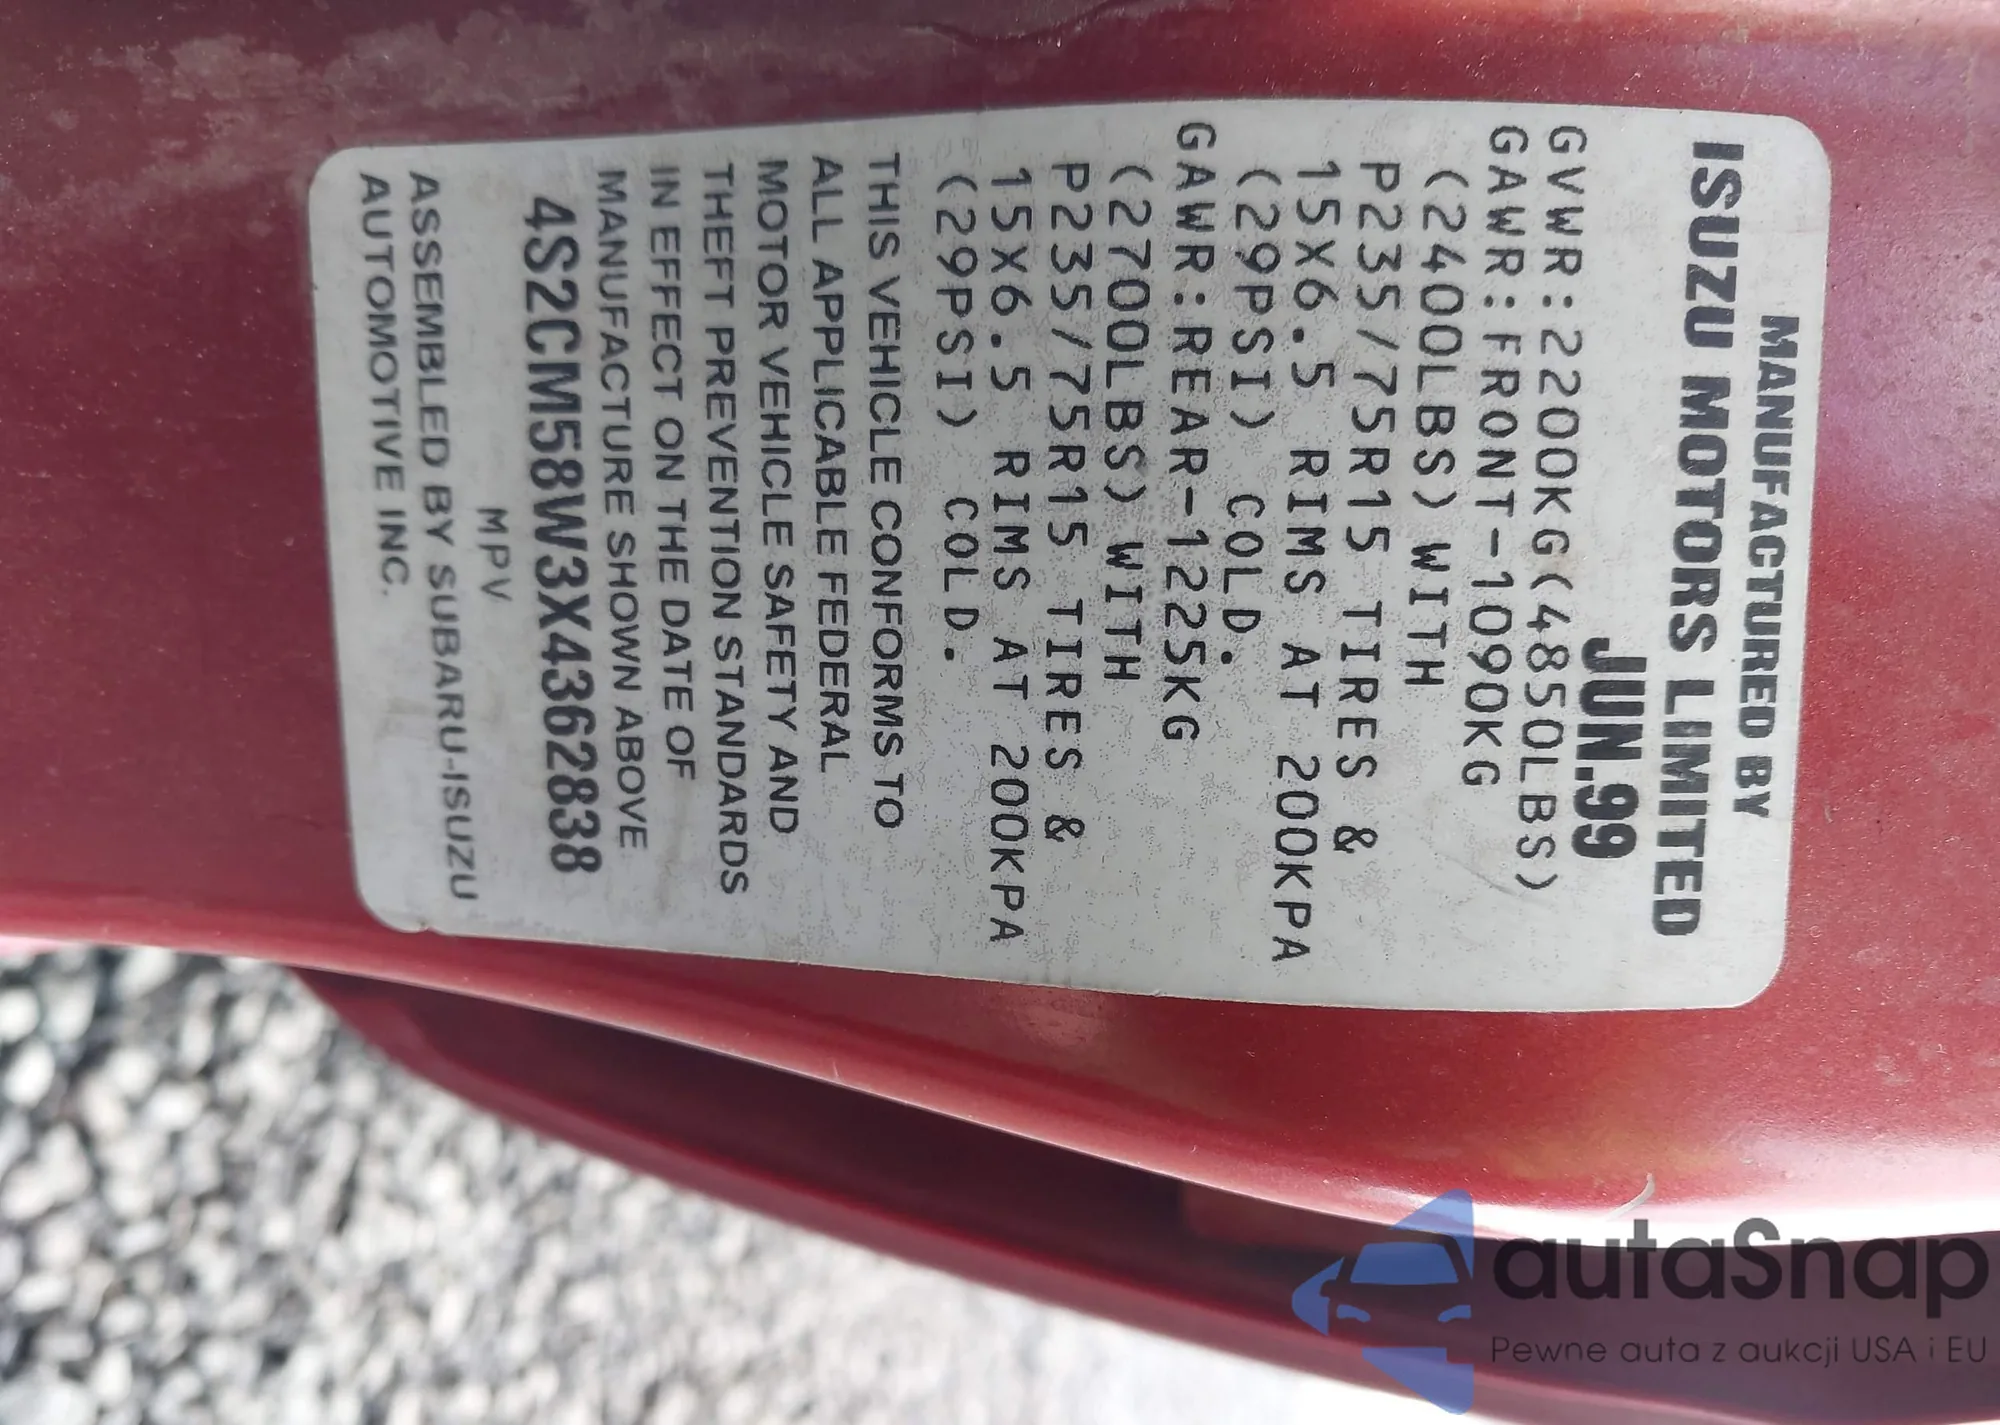 MANUFACTURED BY
ISUZU MOTORS LIMITED
JUN.99
GVWR:2200KG(4850LBS)
GAWR:FRONT-1090KG
(2400LBS) WITH
P235/75R15 TIRES &
15X6.5 RIMS AT 200KPA
(29PSI) COLD.
GAWR:REAR-1225KG
(2700LBS) WITH
P235/75R15 TIRES &
15X6.5 RIMS AT 200KPA
(29PSI) COLD.
THIS VEHICLE CONFORMS TO
ALL APPLICABLE FEDERAL
MOTOR VEHICLE SAFETY AND
THEFT PREVENTION STANDARDS
IN EFFECT ON THE DATE OF
MANUFACTURE SHOWN ABOVE
4S2CM58W3X4362838
MPV
ASSEMBLED BY SUBARU-ISUZU
AUTOMOTIVE INC.
autaSnap
Pewne auta z aukcji USA i EU